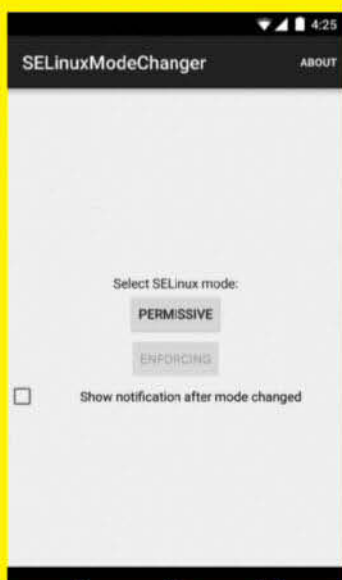 4:25
SELinuxModeChanger ABOUT
Select SELinux mode:
PERMISSIVE
ENFORCING
Show notification after mode changed